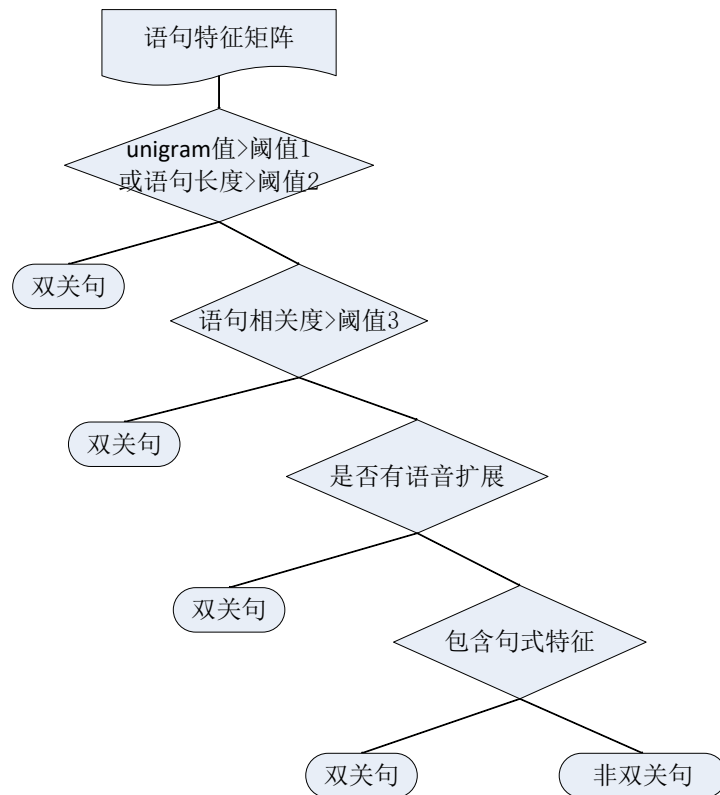 语句特征矩阵
unigram值>阈值1
或语句长度>阈值2
双关句
语句相关度>阈值3
双关句
是否有语音扩展
双关句
包含句式特征
双关句
非双关句